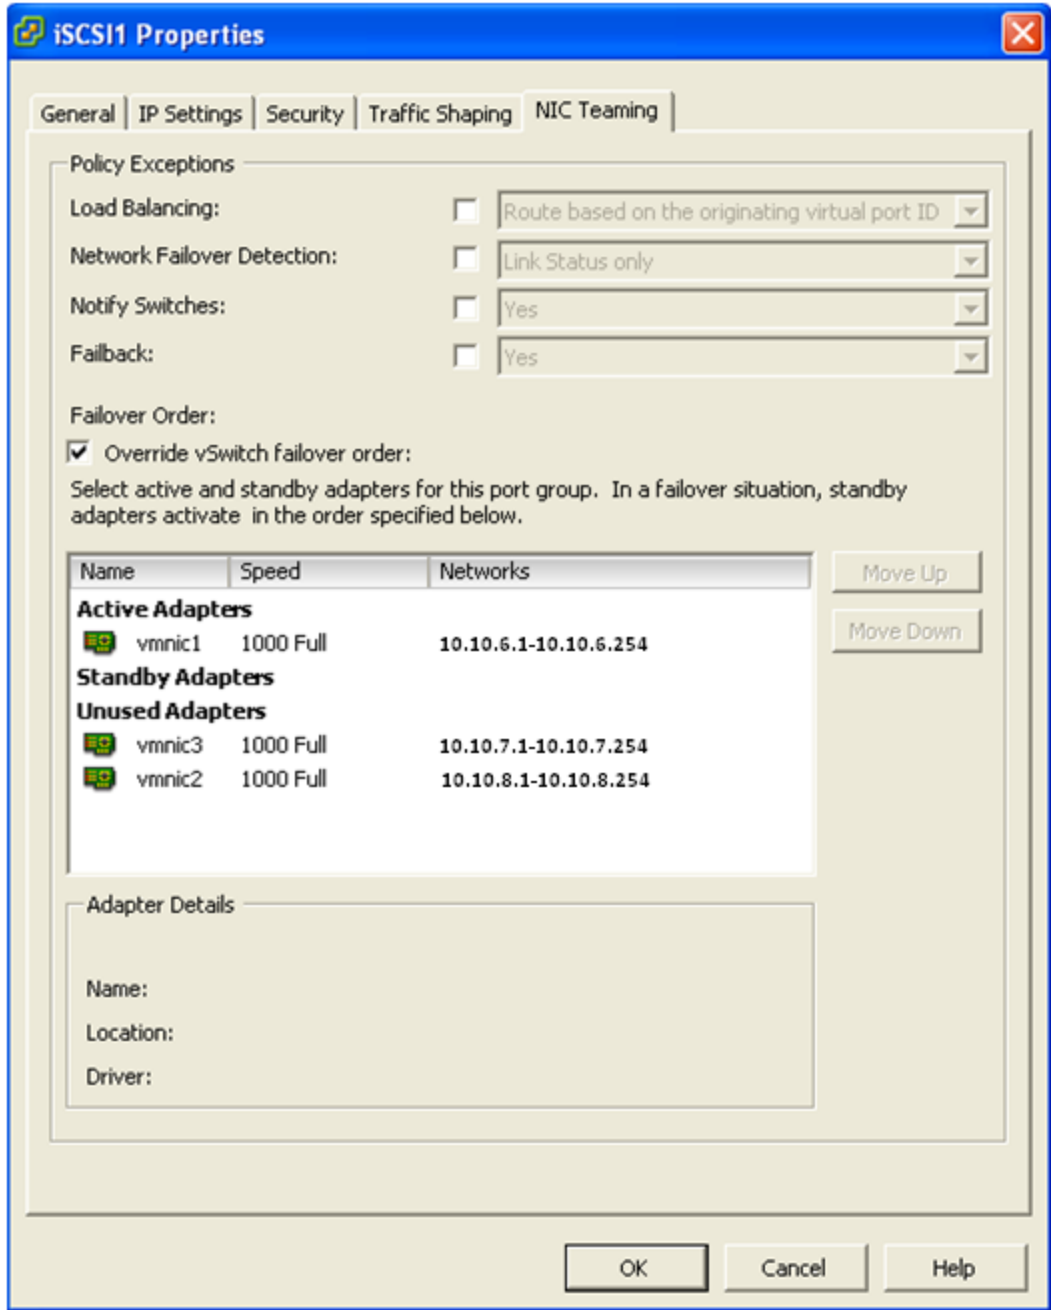 iSCSI1 Properties
General IP Settings Security Traffic Shaping NIC Teaming
Policy Exceptions
Load Balancing: Route based on the originating virtual port ID
Network Failover Detection: Link Status only
Notify Switches: Yes
Failback: Yes
Failover Order:
Override vSwitch failover order:
Select active and standby adapters for this port group. In a failover situation, standby
adapters activate in the order specified below.
Name Speed Networks Move Up
Active Adapters
vmnic1 1000 Full 10.10.6.1-10.10.6.254 Move Down
Standby Adapters
Unused Adapters
vmnic3 1000 Full 10.10.7.1-10.10.7.254
vmnic2 1000 Full 10.10.8.1-10.10.8.254
Adapter Details
Name:
Location:
Driver:
OK Cancel Help